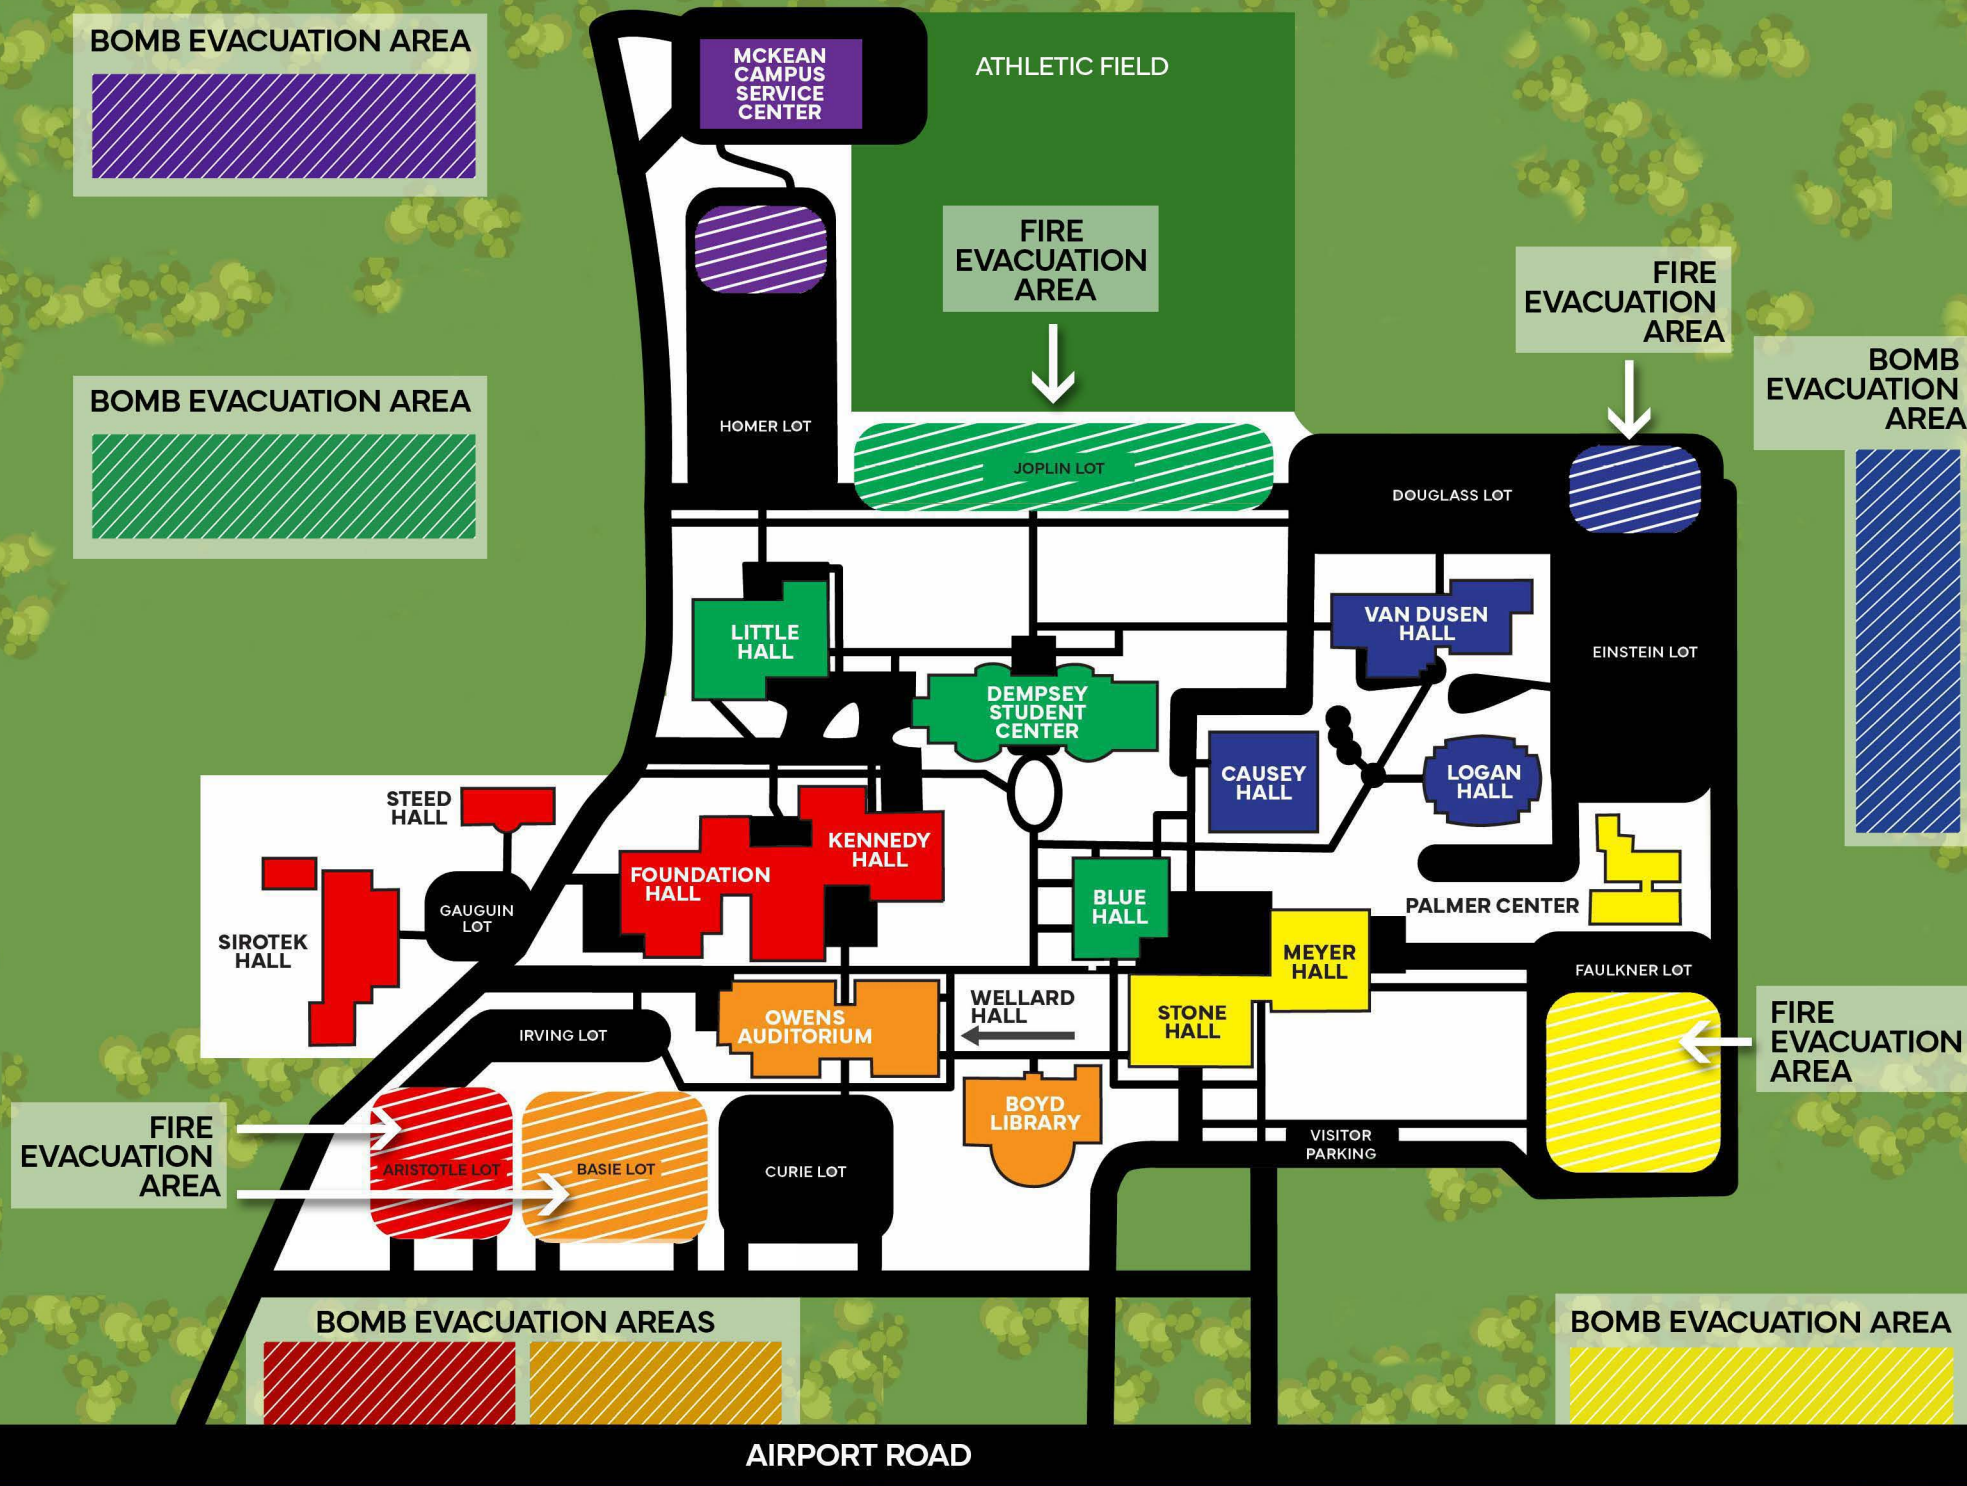 BOMB EVACUATION AREA
MCKEAN
CAMPUS
SERVICE
CENTER
ATHLETIC FIELD
FIRE
EVACUATION
AREA
FIRE
EVACUATION
AREA
BOMB
EVACUATION
AREA
BOMB EVACUATION AREA
HOMER LOT
JOPLIN LOT
DOUGLASS LOT
LITTLE
HALL
VAN DUSEN
HALL
EINSTEIN LOT
DEMPSEY
STUDENT
CENTER
CAUSEY
HALL
LOGAN
HALL
STEED
HALL
KENNEDY
HALL
FOUNDATION
HALL
GAUGUIN
LOT
BLUE
HALL
PALMER CENTER
SIROTEK
HALL
MEYER
HALL
FAULKNER LOT
WELLARD
HALL
STONE
HALL
OWENS
AUDITORIUM
IRVING LOT
FIRE
EVACUATION
AREA
BOYD
LIBRARY
FIRE
EVACUATION
AREA
ARISTOTLE LOT
BASIE LOT
CURIE LOT
VISITOR
PARKING
BOMB EVACUATION AREAS
BOMB EVACUATION AREA
AIRPORT ROAD